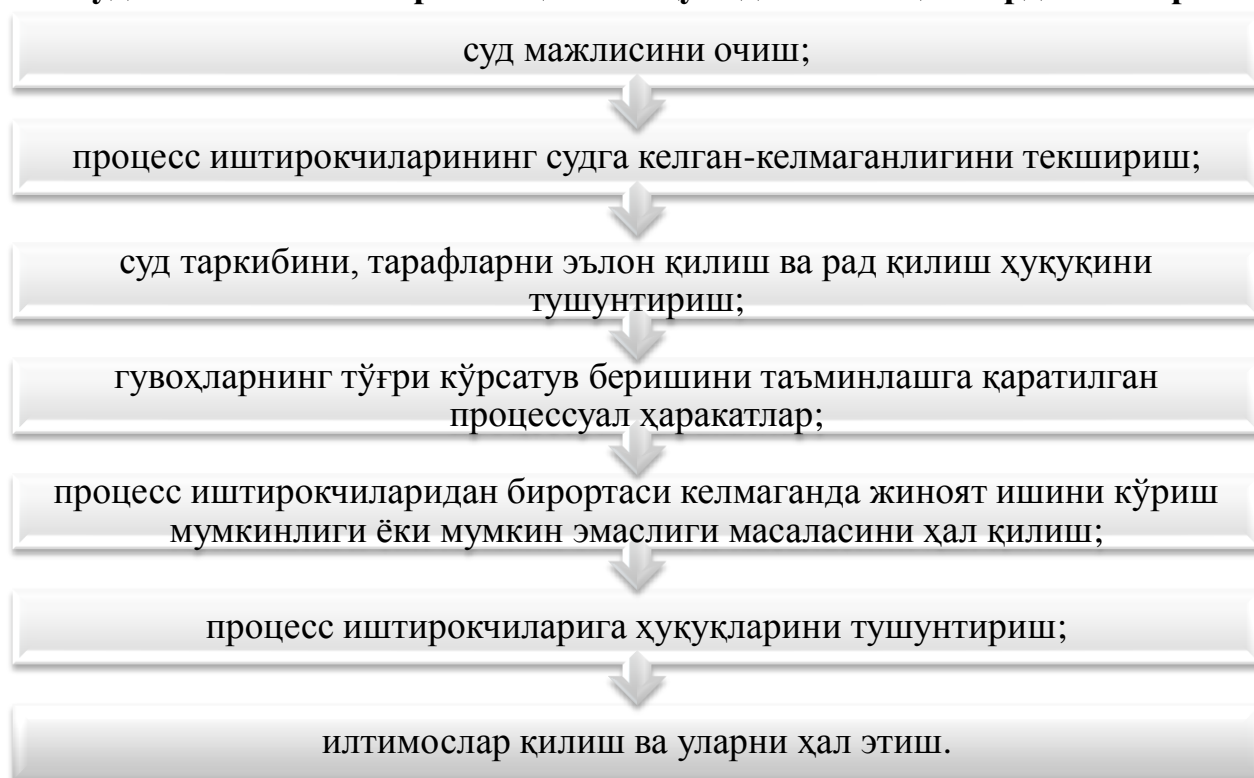 суд мажлисини очиш;
процесс иштирокчиларининг судга келган-келмаганлигини текшириш;
суд таркибини, тарафларни эълон қилиш ва рад қилиш ҳуқуқини
тушунтириш;
гувоҳларнинг тўғри кўрсатув беришини таъминлашга қаратилган
процессуал ҳаракатлар;
процесс иштирокчиларидан бирортаси келмаганда жиноят ишини кўриш
мумкинлиги ёки мумкин эмаслиги масаласини ҳал қилиш;
процесс иштирокчиларига ҳуқуқларини тушунтириш;
илтимослар қилиш ва уларни ҳал этиш.